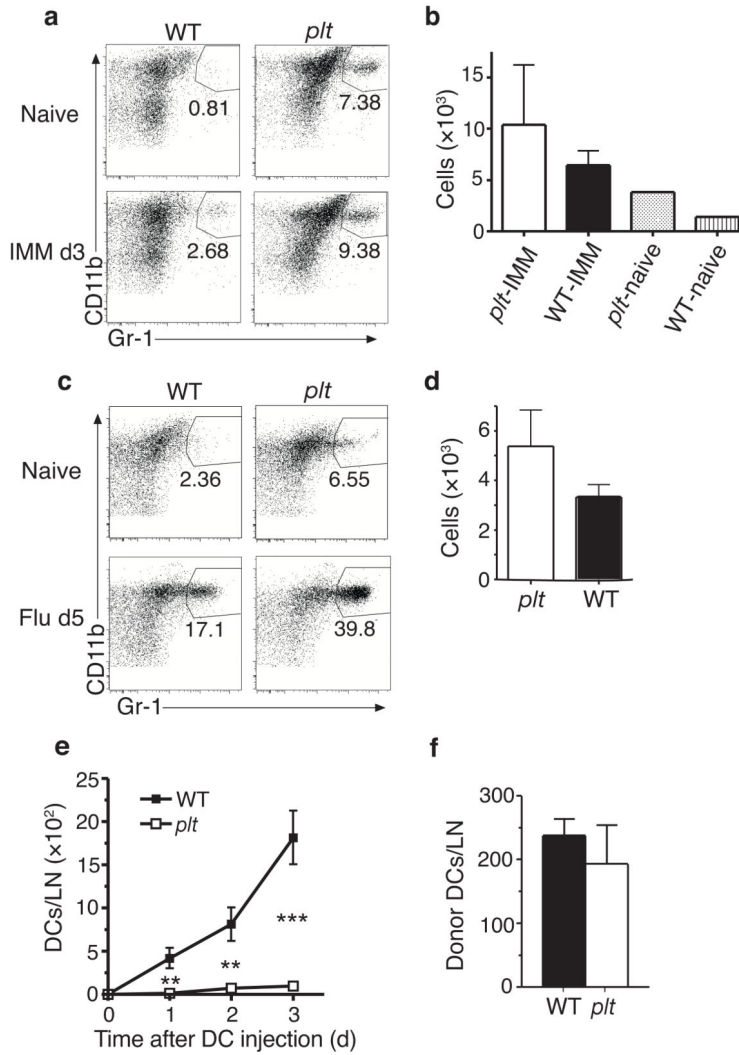 a
WT plt
Naive
0.81
7.38
IMM d3
2.68
9.38
CD11b
Gr-1
b
Cells (×10³)
15
10
5
0
plt-IMM
WT-IMM
plt-naive
WT-naive
c
WT plt
Naive
2.36
6.55
Flu d5
17.1
39.8
CD11b
Gr-1
d
Cells (×10³)
6
4
2
0
plt WT
e
DCs/LN (×10²)
25
20
15
10
5
0
WT
plt
**
**
***
0 1 2 3
Time after DC injection (d)
f
Donor DCs/LN
300
200
100
0
WT plt